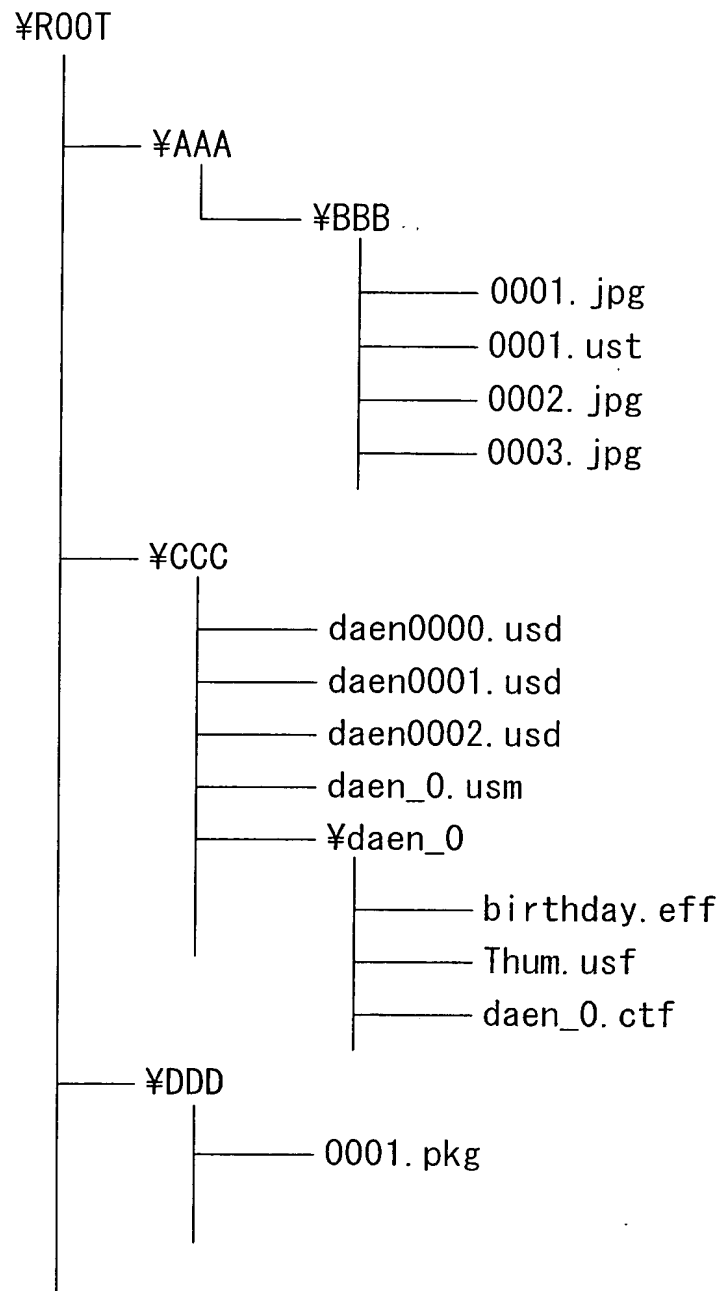 ¥ROOT
¥AAA
¥BBB
0001.jpg
0001.ust
0002.jpg
0003.jpg
¥CCC
daen0000.usd
daen0001.usd
daen0002.usd
daen_0.usm
¥daen_0
birthday.eff
Thum.usf
daen_0.ctf
¥DDD
0001.pkg